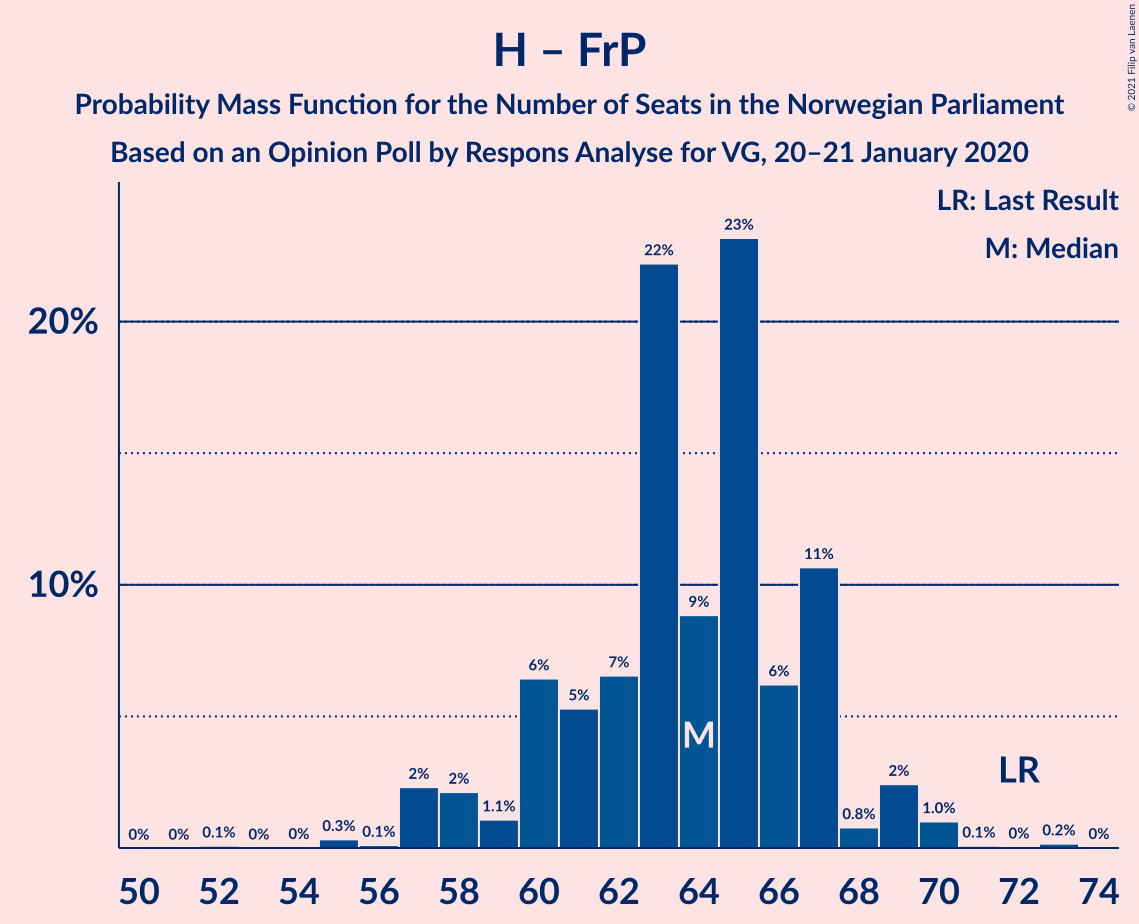 H – FrP
Probability Mass Function for the Number of Seats in the Norwegian Parliament
Based on an Opinion Poll by Respons Analyse for VG, 20–21 January 2020
© 2021 Filip van Laenen
LR: Last Result
M: Median
20%
10%
0% 0% 0.1% 0% 0% 0.3% 0.1% 2% 2% 1.1% 6% 5% 7% 22% 9% 23% 6% 11% 0.8% 2% 1.0% 0.1% 0% 0.2% 0%
M
LR
50 52 54 56 58 60 62 64 66 68 70 72 74